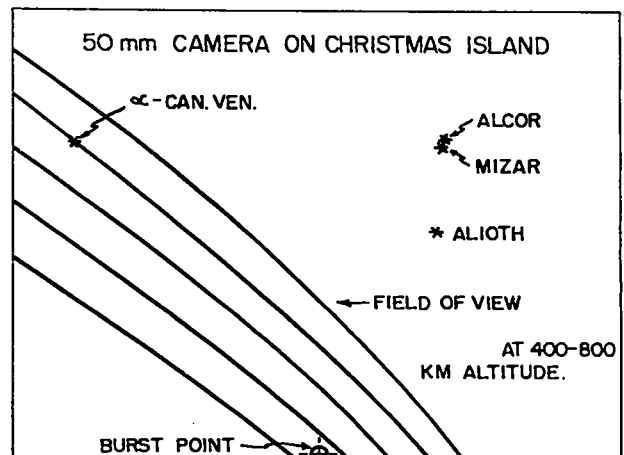 50 mm CAMERA ON CHRISTMAS ISLAND
α-CAN. VEN.
ALCOR
MIZAR
ALIOTH
FIELD OF VIEW
AT 400-800
KM ALTITUDE.
BURST POINT